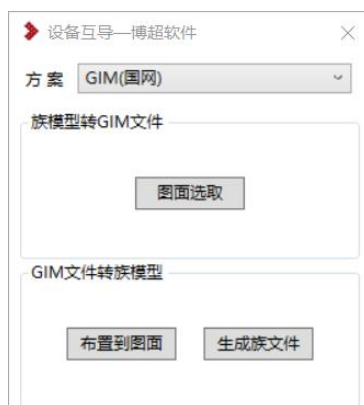 设备互导—博超软件
方 案 GIM(国网)
族模型转GIM文件
图面选取
GIM文件转族模型
布置到图面 生成族文件